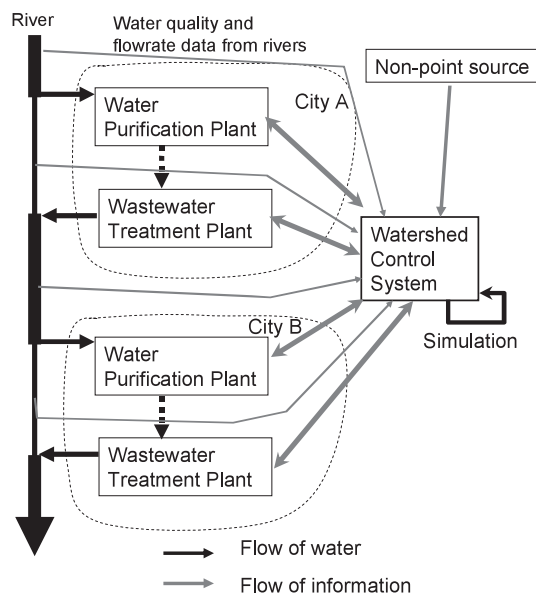 River
Water quality and
flowrate data from rivers
Non-point source
City A
Water
Purification Plant
Wastewater
Treatment Plant
Watershed
Control
System
Simulation
City B
Water
Purification Plant
Wastewater
Treatment Plant
Flow of water
Flow of information